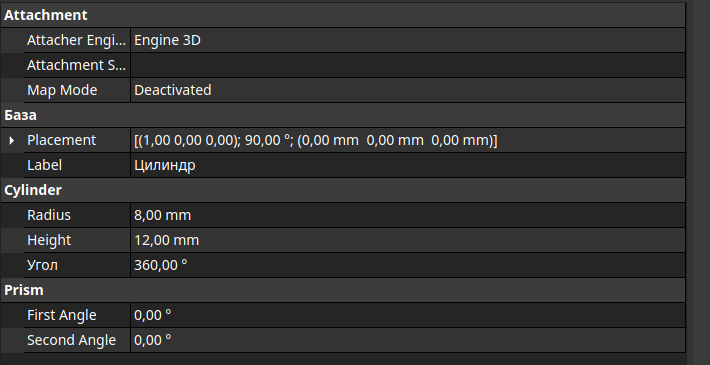 Attachment
Attacher Engi... Engine 3D
Attachment S...
Map Mode Deactivated
База
Placement [(1,00 0,00 0,00); 90,00 °; (0,00 mm  0,00 mm  0,00 mm)]
Label Цилиндр
Cylinder
Radius 8,00 mm
Height 12,00 mm
Угол 360,00 °
Prism
First Angle 0,00 °
Second Angle 0,00 °